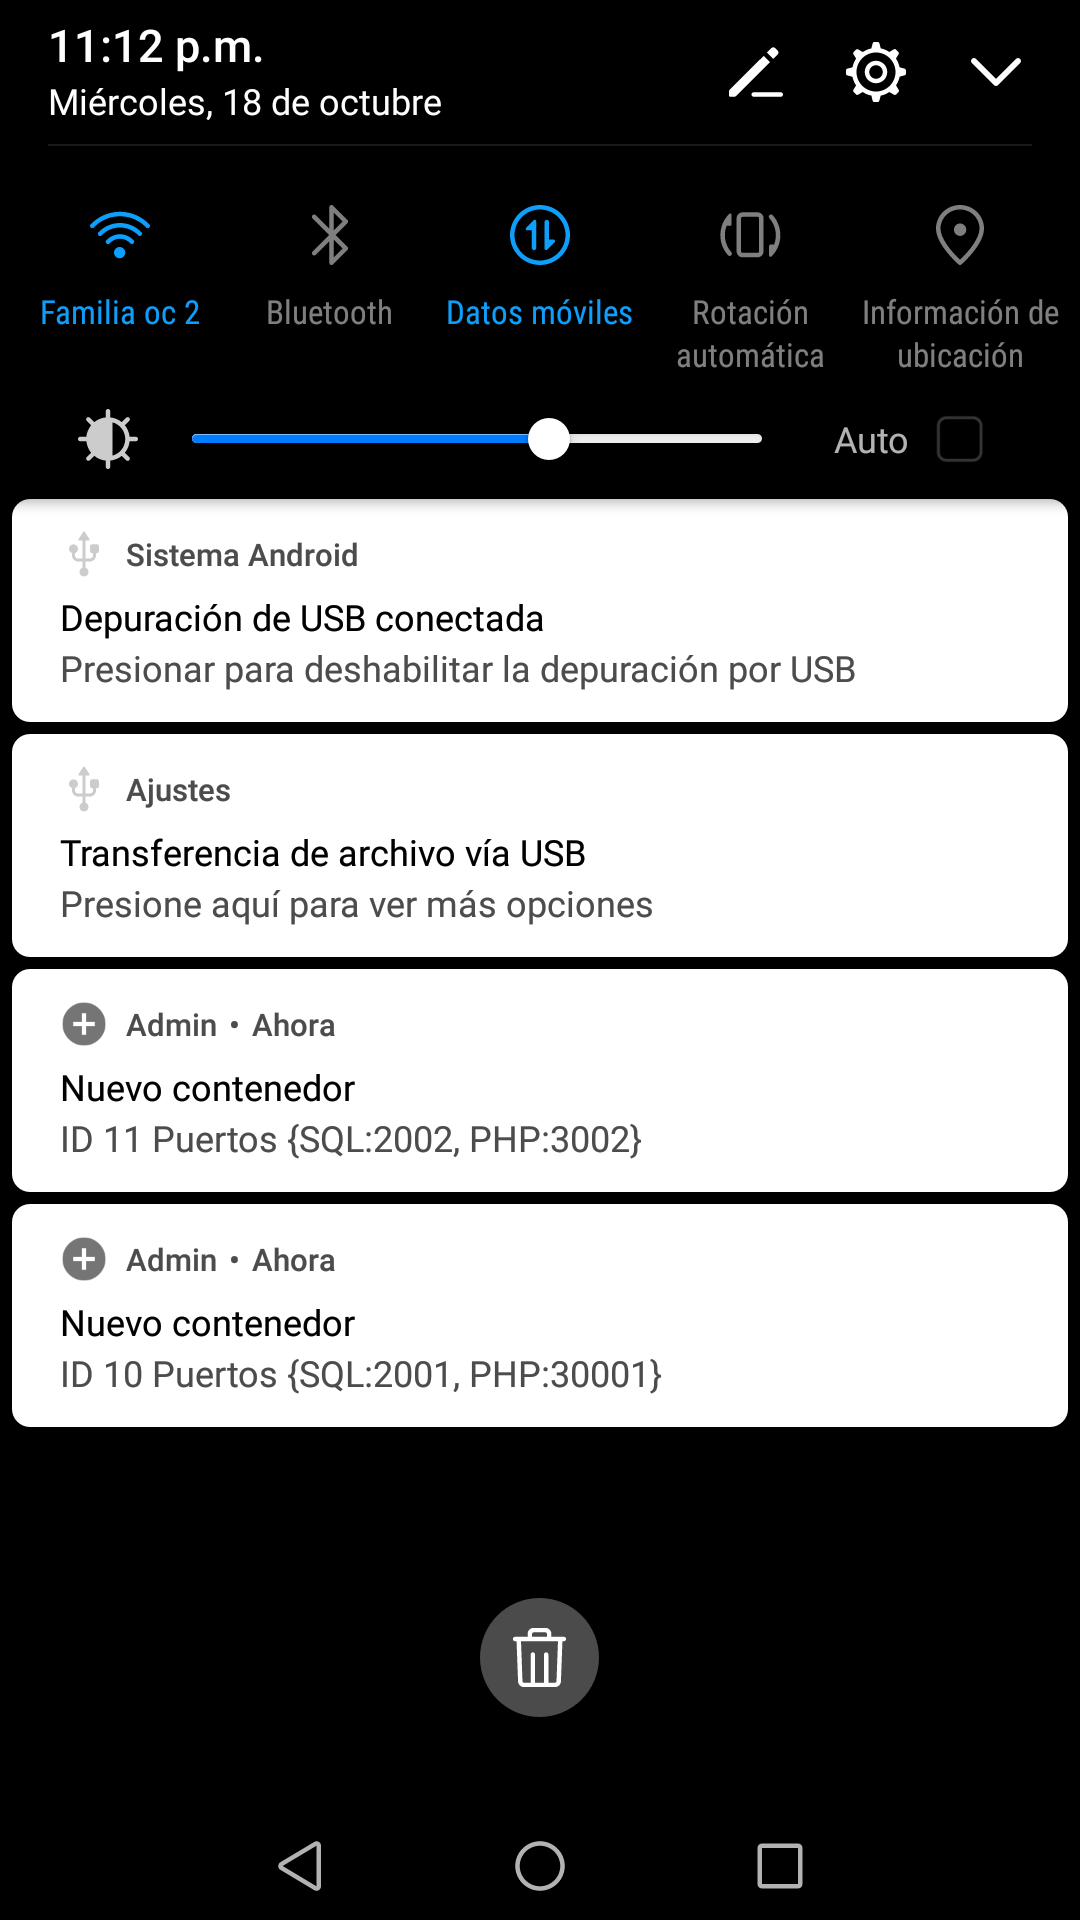 11:12 p.m.
Miércoles, 18 de octubre
Familia oc 2
Bluetooth
Datos móviles
Rotación
automática
Información de
ubicación
Auto
Sistema Android
Depuración de USB conectada
Presionar para deshabilitar la depuración por USB
Ajustes
Transferencia de archivo vía USB
Presione aquí para ver más opciones
Admin • Ahora
Nuevo contenedor
ID 11 Puertos {SQL:2002, PHP:3002}
Admin • Ahora
Nuevo contenedor
ID 10 Puertos {SQL:2001, PHP:30001}